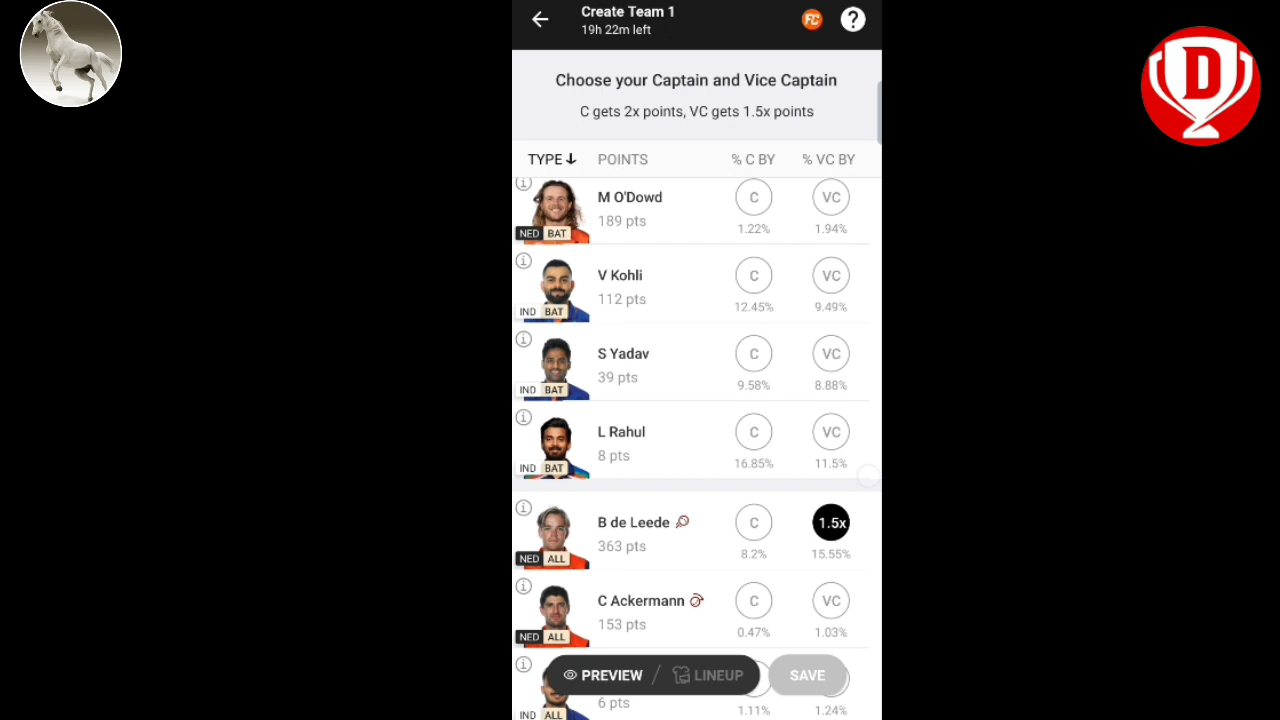 Create Team 1
19h 22m left
FC
?
D
Choose your Captain and Vice Captain
C gets 2x points, VC gets 1.5x points
TYPE POINTS % C BY % VC BY
M O'Dowd
189 pts
NED BAT
C
1.22%
VC
1.94%
V Kohli
112 pts
IND BAT
C
12.45%
VC
9.49%
S Yadav
39 pts
IND BAT
C
9.58%
VC
8.88%
L Rahul
8 pts
IND BAT
C
16.85%
VC
11.5%
B de Leede
363 pts
NED ALL
C
8.2%
1.5x
15.55%
C Ackermann
153 pts
NED ALL
C
0.47%
VC
1.03%
PREVIEW / LINEUP
SAVE
6 pts
IND ALL
1.11%
1.24%